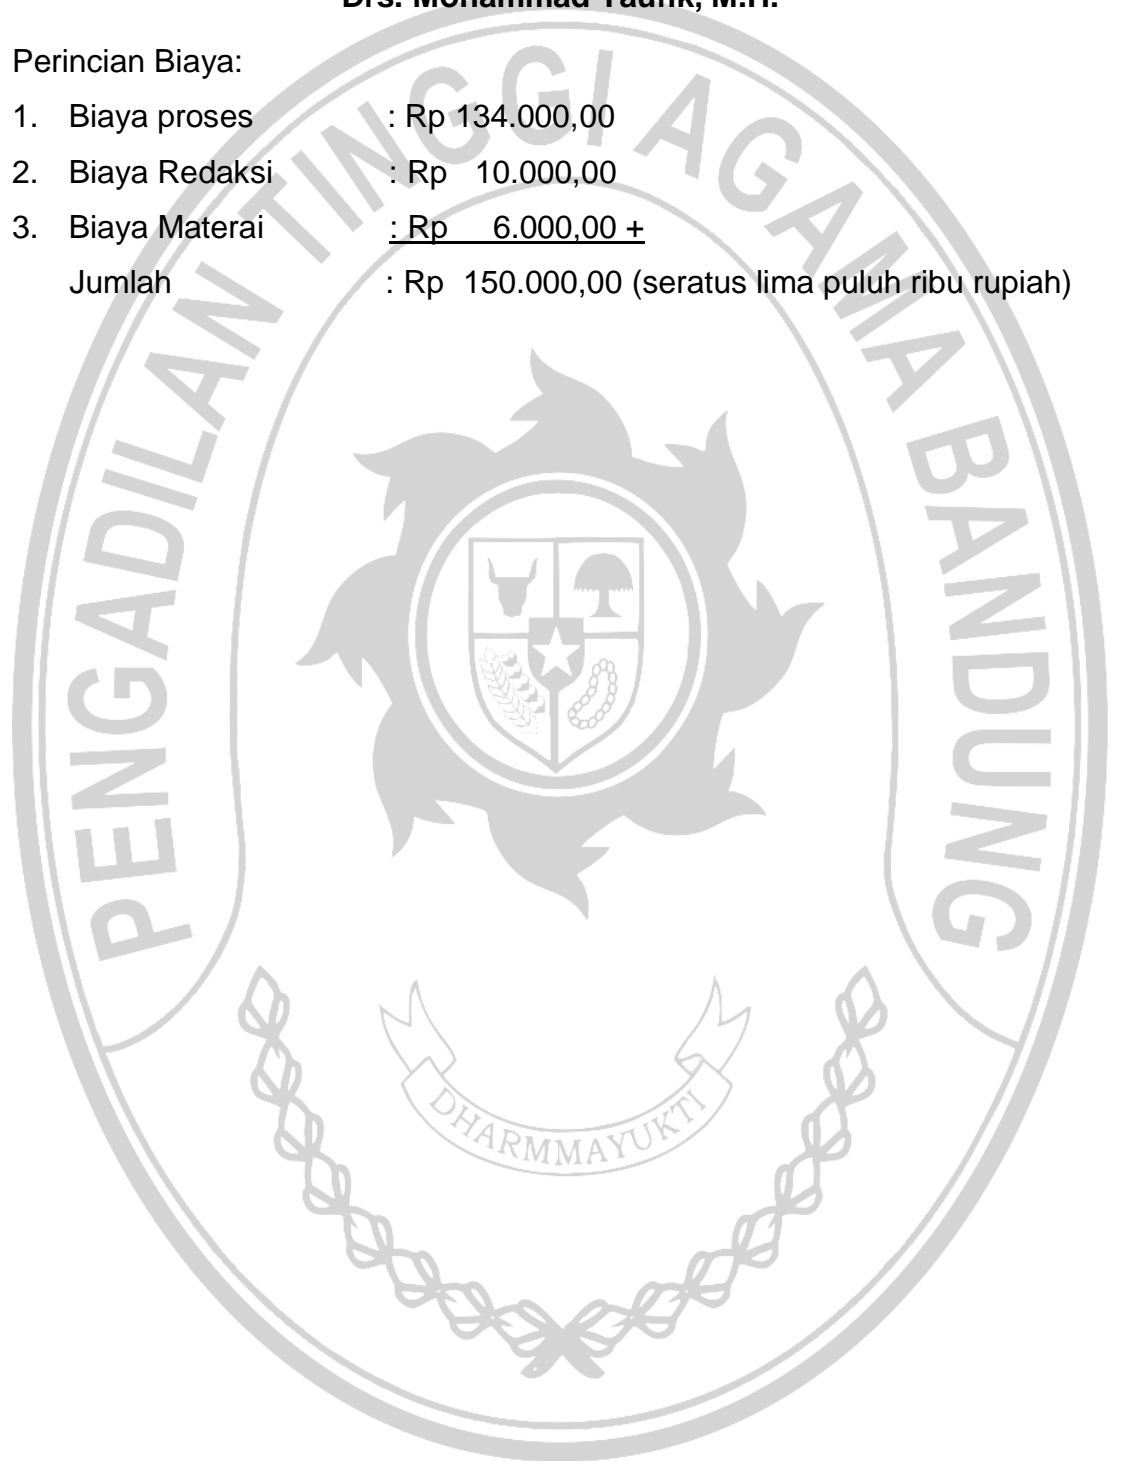 Drs. Mohammad Taufik, M.H.
Perincian Biaya:
1. Biaya proses : Rp 134.000,00
2. Biaya Redaksi : Rp 10.000,00
3. Biaya Materai : Rp 6.000,00 +
Jumlah : Rp 150.000,00 (seratus lima puluh ribu rupiah)
PENGADILAN TINGGI AGAMA BANDUNG
DHARMMAYUKTI